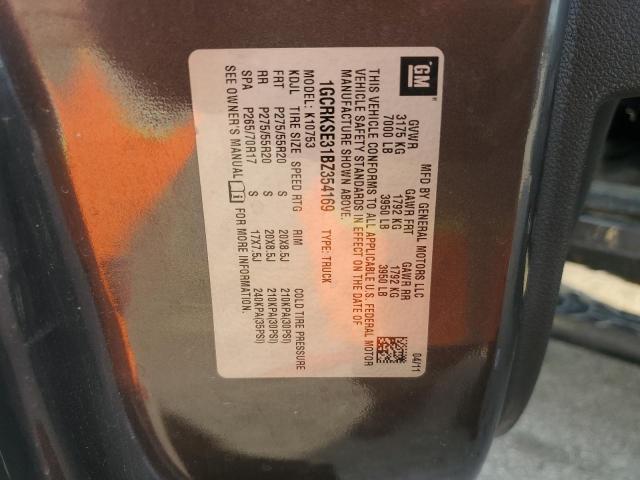 GM
MFD BY GENERAL MOTORS LLC
04/11
GVWR GAWR FRT GAWR RR
3175 KG 1792 KG 1792 KG
7000 LB 3950 LB 3950 LB
THIS VEHICLE CONFORMS TO ALL APPLICABLE U.S. FEDERAL MOTOR
VEHICLE SAFETY STANDARDS IN EFFECT ON THE DATE OF
MANUFACTURE SHOWN ABOVE.
1GCRKSE31BZ354169 TYPE: TRUCK
MODEL: K10753
KDJL TIRE SIZE SPEED RTG RIM COLD TIRE PRESSURE
FRT P275/55R20 S 20X8.5J 210KPA(30PSI)
RR P275/55R20 S 20X8.5J 210KPA(30PSI)
SPA P265/70R17 S 17X7.5J 240KPA(35PSI)
SEE OWNER'S MANUAL FOR MORE INFORMATION.